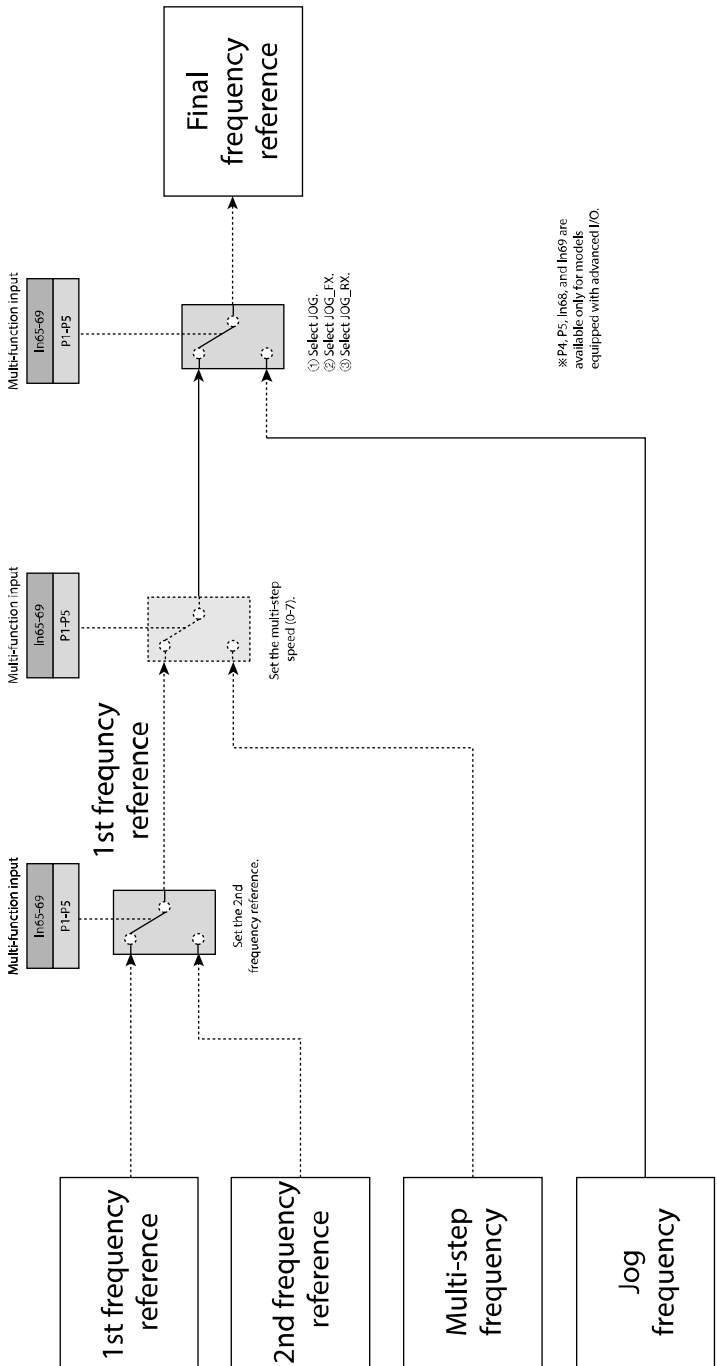 1st frequency
reference
2nd frequency
reference
Multi-step
frequency
Jog
frequency
Multi-function input
In65-69
P1-P5
Set the 2nd
frequency reference.
1st frequncy
reference
Multi-function input
In65-69
P1-P5
Set the multi-step
speed (0-7).
Multi-function input
In65-69
P1-P5
① Select JOG.
② Select JOG_FX.
③ Select JOG_RX.
Final
frequency
reference
※P4, P5, In68, and In69 are
available only for models
equipped with advanced I/O.